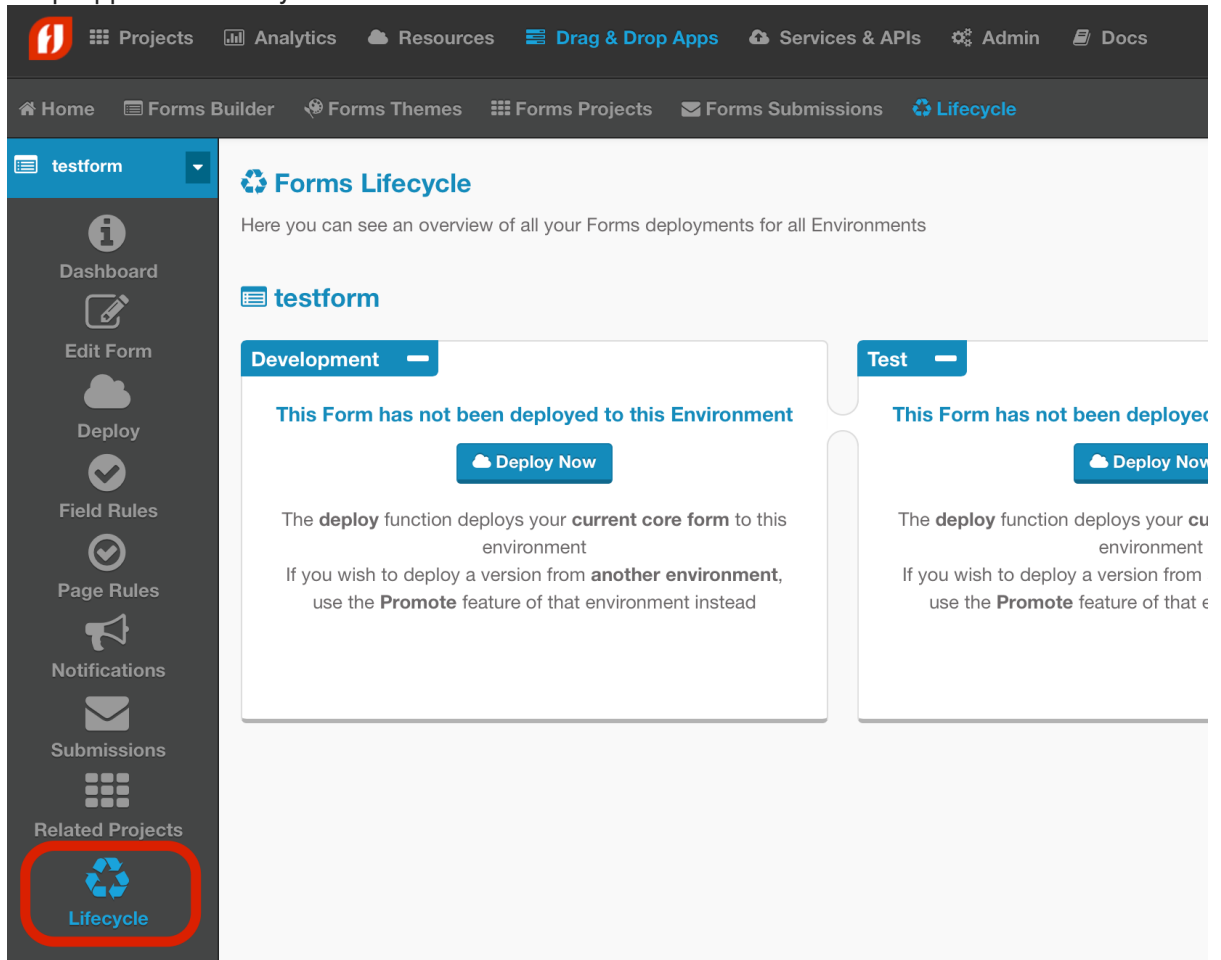 Projects Analytics Resources Drag & Drop Apps Services & APIs Admin Docs
Home Forms Builder Forms Themes Forms Projects Forms Submissions Lifecycle
testform
Dashboard
Edit Form
Deploy
Field Rules
Page Rules
Notifications
Submissions
Related Projects
Lifecycle
Forms Lifecycle
Here you can see an overview of all your Forms deployments for all Environments
testform
Development
This Form has not been deployed to this Environment
Deploy Now
The deploy function deploys your current core form to this
environment
If you wish to deploy a version from another environment,
use the Promote feature of that environment instead
Test
This Form has not been deployed
Deploy Now
The deploy function deploys your
environment
If you wish to deploy a version from
use the Promote feature of that